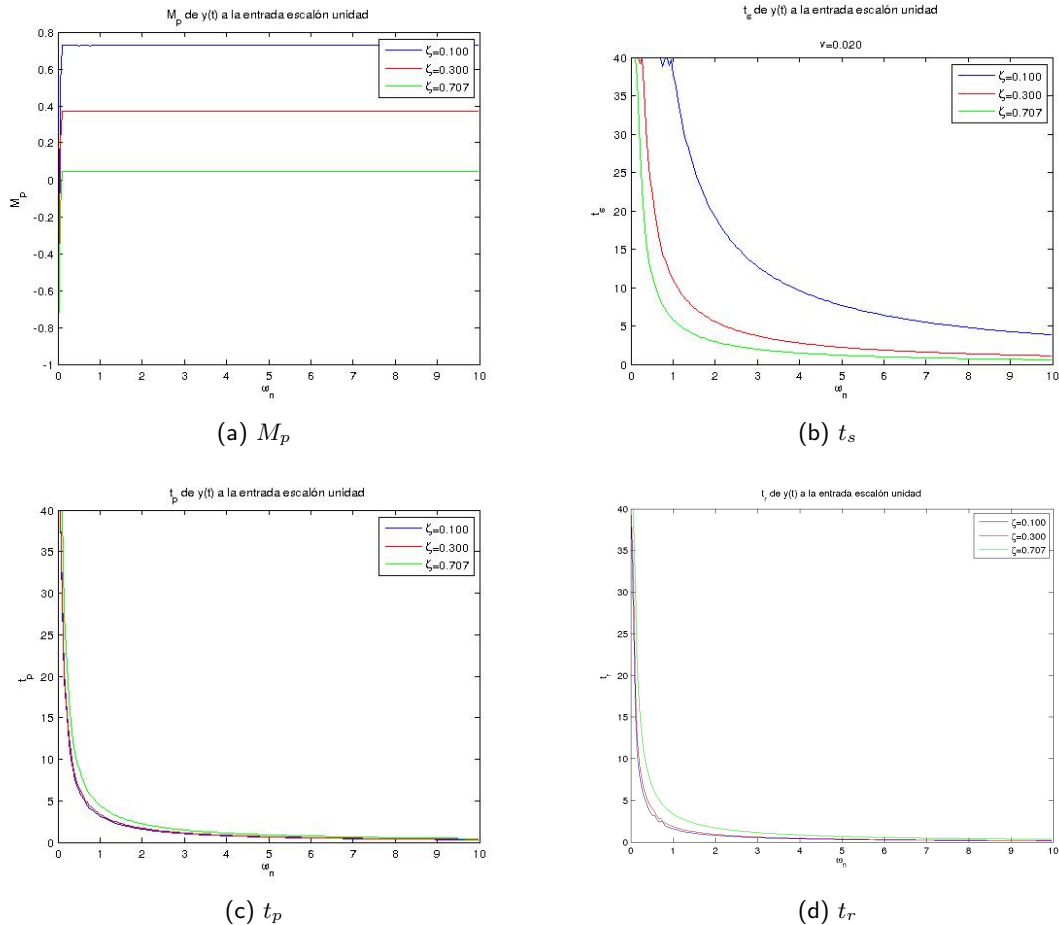 M_p de y(t) a la entrada escalón unidad
0.8
0.6
0.4
0.2
0
-0.2
-0.4
-0.6
-0.8
-1
M_p
ζ=0.100
ζ=0.300
ζ=0.707
0 1 2 3 4 5 6 7 8 9 10
ω_n
(a) M_p
t_s de y(t) a la entrada escalón unidad
v=0.020
40
35
30
25
20
15
10
5
0
t_s
ζ=0.100
ζ=0.300
ζ=0.707
0 1 2 3 4 5 6 7 8 9 10
ω_n
(b) t_s
t_p de y(t) a la entrada escalón unidad
40
35
30
25
20
15
10
5
0
t_p
ζ=0.100
ζ=0.300
ζ=0.707
0 1 2 3 4 5 6 7 8 9 10
ω_n
(c) t_p
t_r de y(t) a la entrada escalón unidad
40
35
30
25
20
15
10
5
0
t_r
ζ=0.100
ζ=0.300
ζ=0.707
0 1 2 3 4 5 6 7 8 9 10
ω_n
(d) t_r